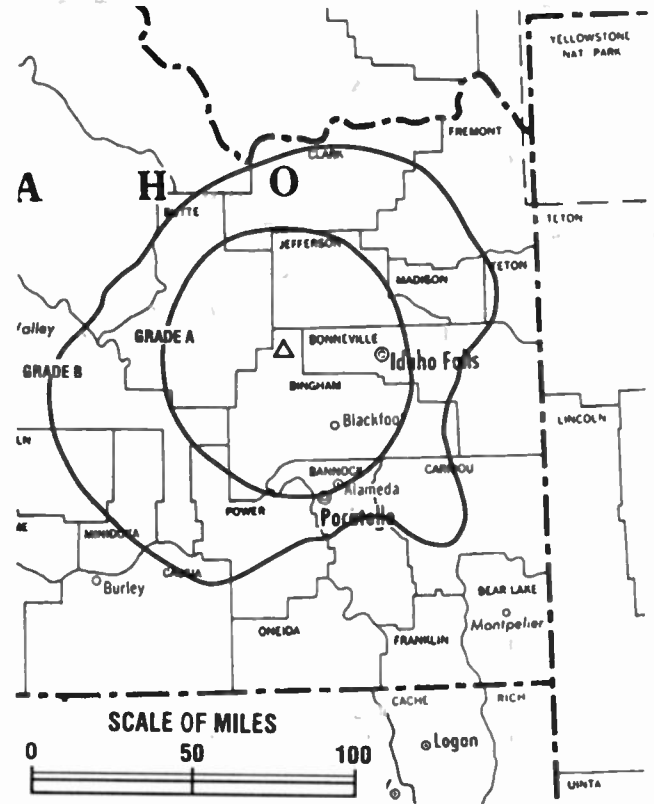 YELLOWSTONE
NAT PARK
FREMONT
CLARK
A H O
BUTTE
TETON
JEFFERSON
TETON
MADISON
Valley
GRADE A
BONNEVILLE
Idaho Falls
GRADE B
BINGHAM
LINCOLN
Blackfoot
LN
BANNOCK
CARIBOU
Alameda
POWER
Pocatello
ME
MINIDOKA
CASSIA
Burley
BEAR LAKE
Montpelier
ONEIDA
FRANKLIN
CACHE
RICH
SCALE OF MILES
Logan
0 50 100
UINTA